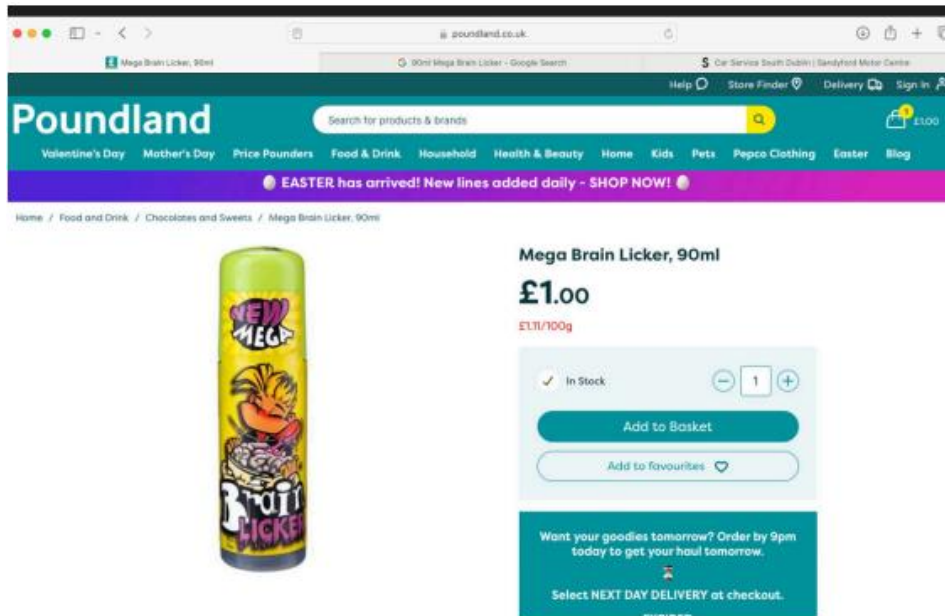 poundland.co.uk
Mega Brain Licker, 90ml
90ml Mega Brain Licker - Google Search
Car Service South Dublin | Sandyford Motor Centre
Help
Store Finder
Delivery
Sign In
Poundland
Search for products & brands
1
£1.00
Valentine's Day Mother's Day Price Pounders Food & Drink Household Health & Beauty Home Kids Pets Pepco Clothing Easter Blog
EASTER has arrived! New lines added daily - SHOP NOW!
Home / Food and Drink / Chocolates and Sweets / Mega Brain Licker, 90ml
NEW
MEGA
Brain
LICKER
Mega Brain Licker, 90ml
£1.00
£1.11/100g
In Stock
1
Add to Basket
Add to favourites
Want your goodies tomorrow? Order by 9pm
today to get your haul tomorrow.
Select NEXT DAY DELIVERY at checkout.